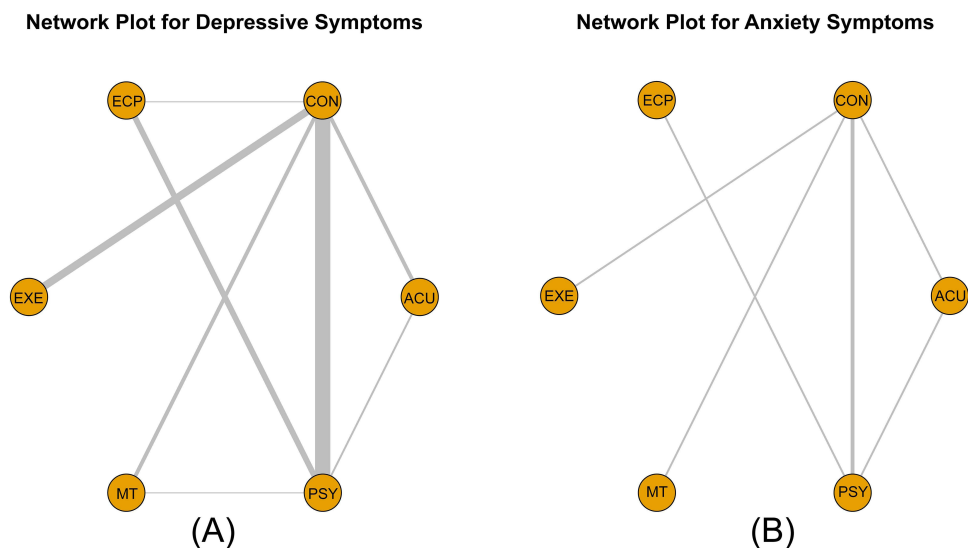 Network Plot for Depressive Symptoms
ECP
CON
EXE
ACU
MT
PSY
(A)
Network Plot for Anxiety Symptoms
ECP
CON
EXE
ACU
MT
PSY
(B)